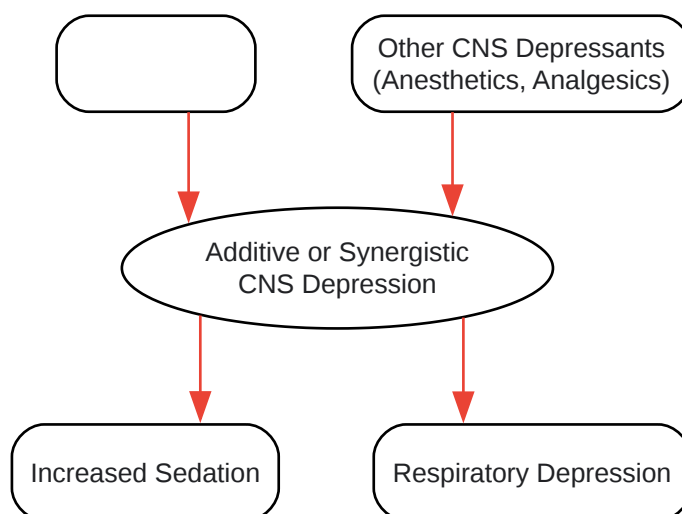 Other CNS Depressants
(Anesthetics, Analgesics)
Additive or Synergistic
CNS Depression
Increased Sedation
Respiratory Depression